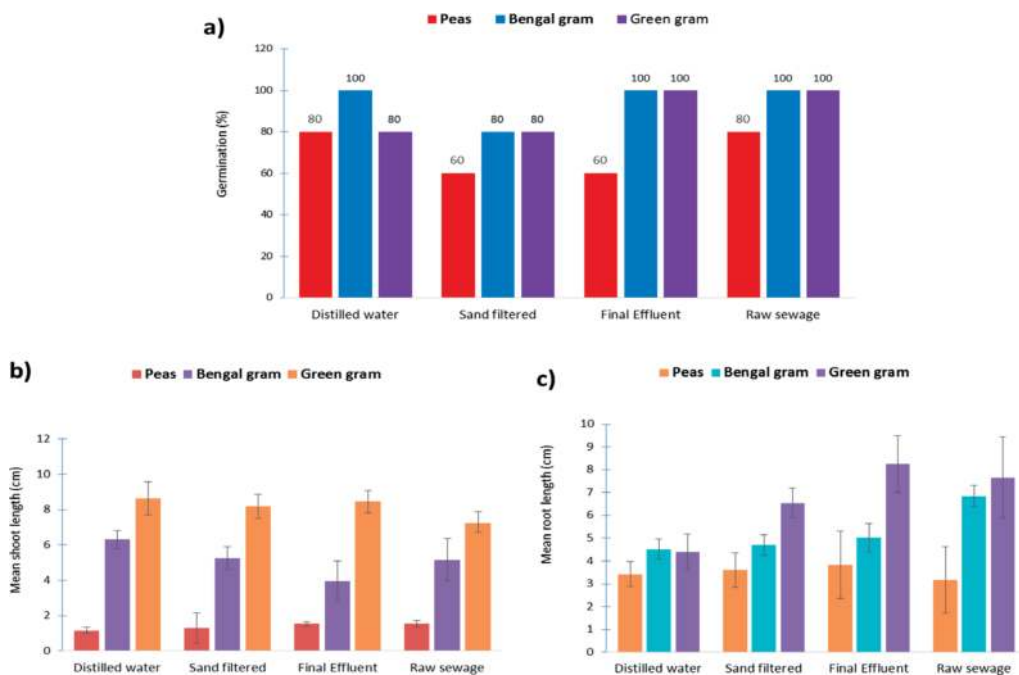 a)
Peas Bengal gram Green gram
Germination (%)
120
100
80
60
40
20
0
80 100 80
60 80 80
60 100 100
80 100 100
Distilled water Sand filtered Final Effluent Raw sewage
b)
Peas Bengal gram Green gram
Mean shoot length (cm)
12
10
8
6
4
2
0
Distilled water Sand filtered Final Effluent Raw sewage
c)
Peas Bengal gram Green gram
Mean root length (cm)
10
9
8
7
6
5
4
3
2
1
0
Distilled water Sand filtered Final Effluent Raw sewage